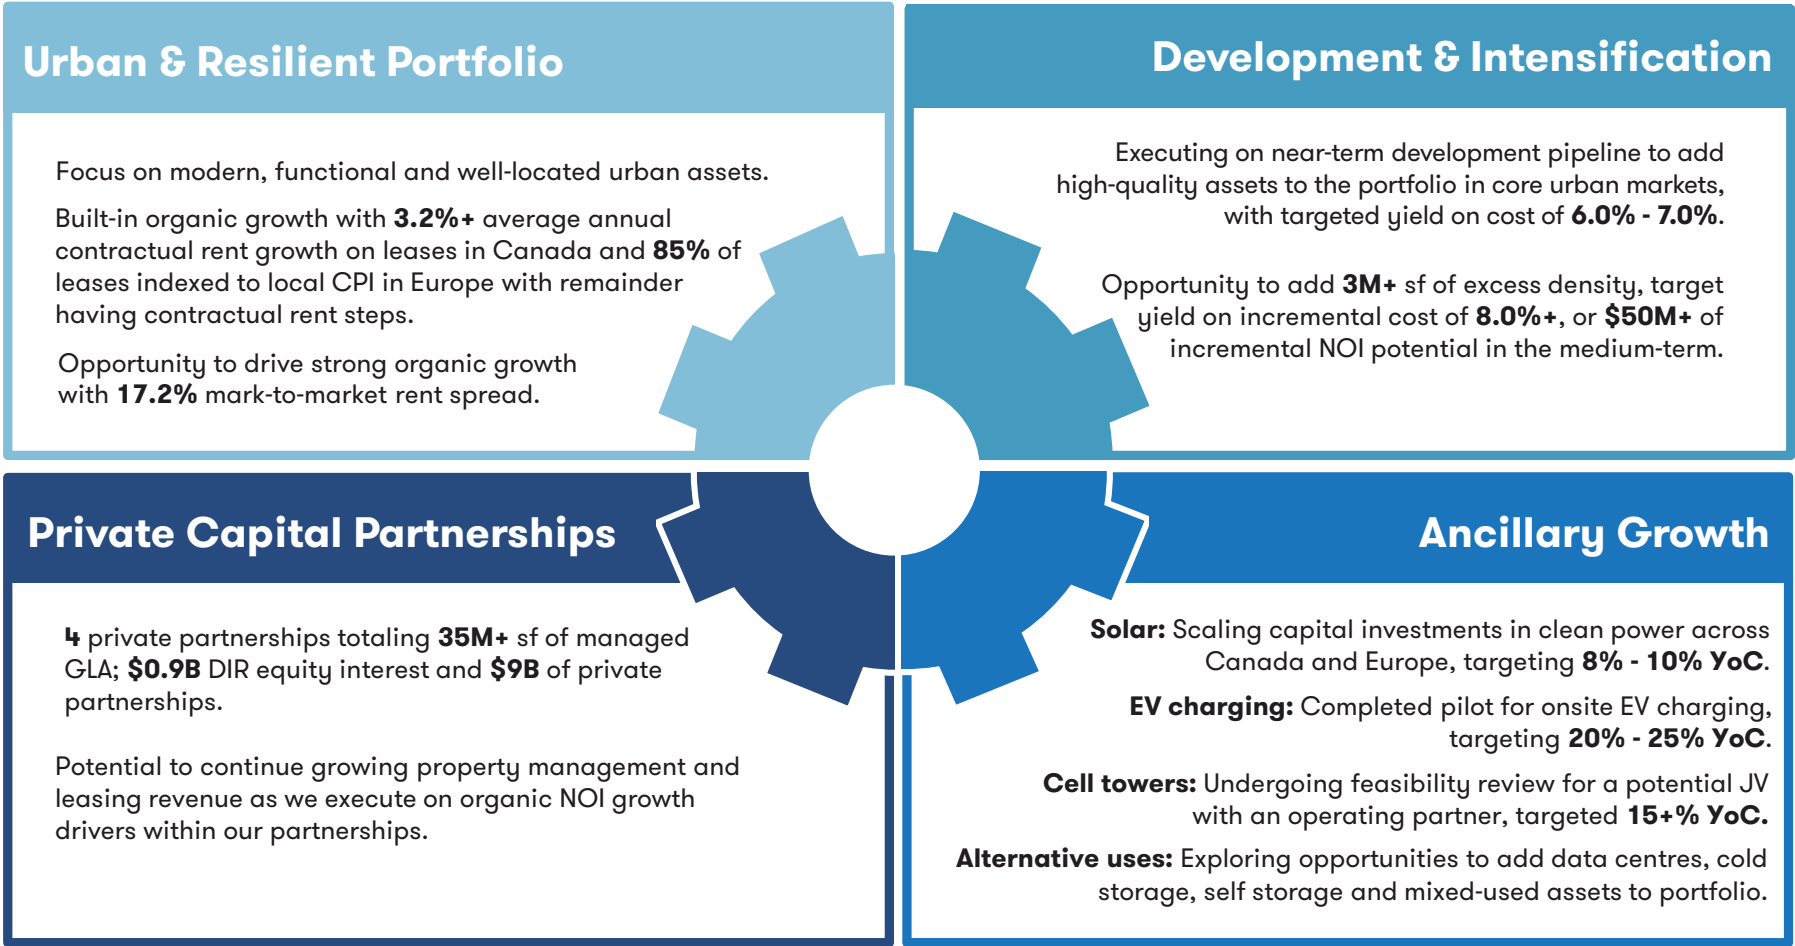 Urban & Resilient Portfolio
Focus on modern, functional and well-located urban assets.
Built-in organic growth with 3.2%+ average annual
contractual rent growth on leases in Canada and 85% of
leases indexed to local CPI in Europe with remainder
having contractual rent steps.
Opportunity to drive strong organic growth
with 17.2% mark-to-market rent spread.
Development & Intensification
Executing on near-term development pipeline to add
high-quality assets to the portfolio in core urban markets,
with targeted yield on cost of 6.0% - 7.0%.
Opportunity to add 3M+ sf of excess density, target
yield on incremental cost of 8.0%+, or $50M+ of
incremental NOI potential in the medium-term.
Private Capital Partnerships
4 private partnerships totaling 35M+ sf of managed
GLA; $0.9B DIR equity interest and $9B of private
partnerships.
Potential to continue growing property management and
leasing revenue as we execute on organic NOI growth
drivers within our partnerships.
Ancillary Growth
Solar: Scaling capital investments in clean power across
Canada and Europe, targeting 8% - 10% YoC.
EV charging: Completed pilot for onsite EV charging,
targeting 20% - 25% YoC.
Cell towers: Undergoing feasibility review for a potential JV
with an operating partner, targeted 15+% YoC.
Alternative uses: Exploring opportunities to add data centres, cold
storage, self storage and mixed-used assets to portfolio.